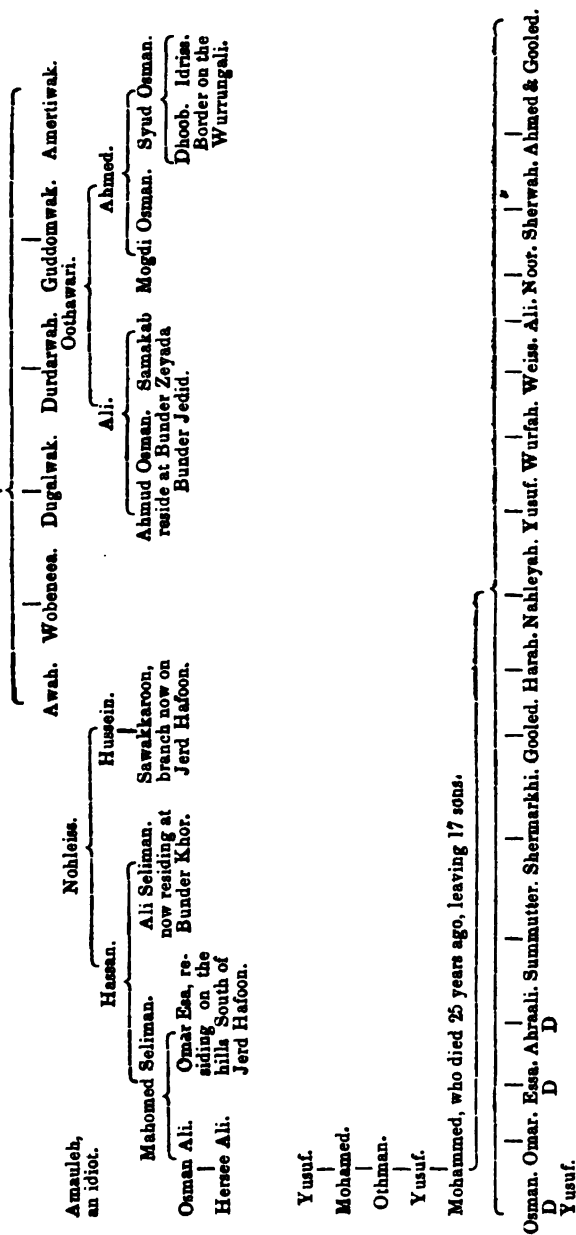 Awah. Wobeneea. Dugalwak. Durdarwah. Guddomwak. Amertiwak.
Amauleh,
an idiot.
Nohleiss.
Oothawari.
Hassan.
Hussein.
Ali.
Ahmed.
Mahomed Seliman.
Ali Seliman.
now residing at
Bunder Khor.
Sawakkaroon,
branch now on
Jerd Hafoon.
Ahmud Osman. Samakab
reside at Bunder Zeyada
Bunder Jedid.
Mogdi Osman. Syud Osman.
Osman Ali.
Hersee Ali.
Omar Esa, re-
siding on the
hills South of
Jerd Hafoon.
Dhoob. Idriss.
Border on the
Wurrungali.
Yusuf.
Mohamed.
Othman.
Yusuf.
Mohammed, who died 25 years ago, leaving 17 sons.
Osman. Omar. Essa. Ahraali. Summutter. Shermarkhi. Gooled. Harah. Nahleyah. Yusuf. Wurfah. Weiss. Ali. Noor. Sherwah. Ahmed & Gooled.
D D D
Yusuf.